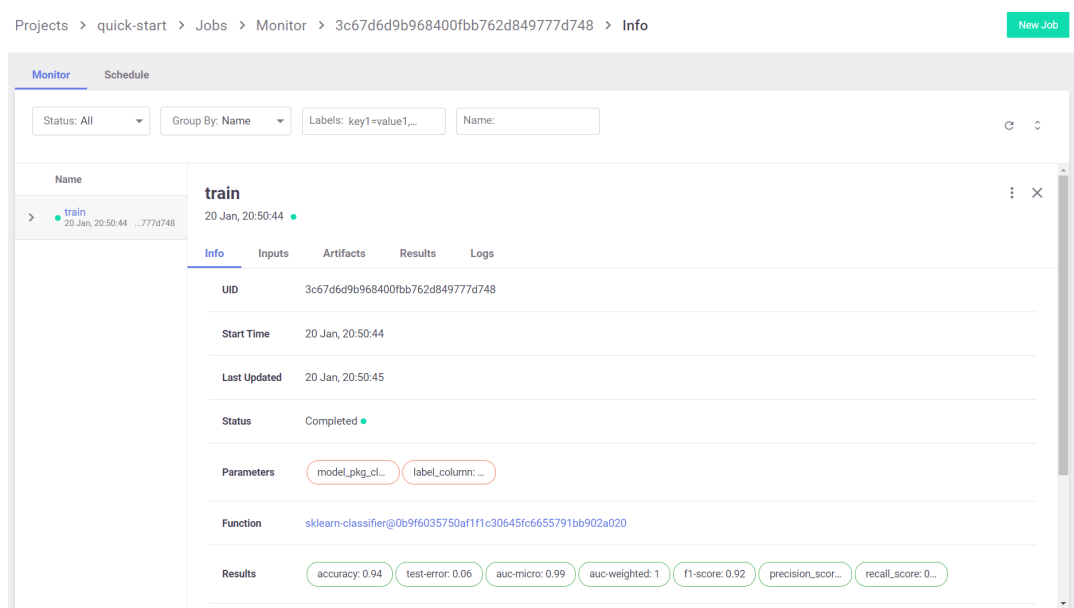 Projects > quick-start > Jobs > Monitor > 3c67d6d9b968400fbb762d849777d748 > Info
New Job
Monitor Schedule
Status: All
Group By: Name
Labels: key1=value1,...
Name:
Name
train
20 Jan, 20:50:44 ...777d748
train
20 Jan, 20:50:44
Info Inputs Artifacts Results Logs
UID 3c67d6d9b968400fbb762d849777d748
Start Time 20 Jan, 20:50:44
Last Updated 20 Jan, 20:50:45
Status Completed
Parameters model_pkg_cl... label_column: ...
Function sklearn-classifier@0b9f6035750af1f1c30645fc6655791bb902a020
Results accuracy: 0.94 test-error: 0.06 auc-micro: 0.99 auc-weighted: 1 f1-score: 0.92 precision_scor... recall_score: 0...